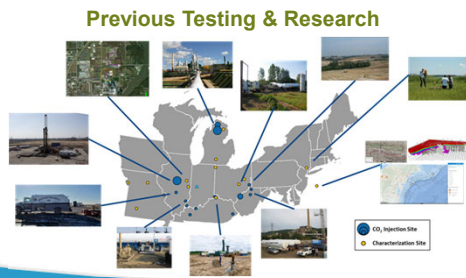 Previous Testing & Research
CO₂ Injection Site
Characterization Site